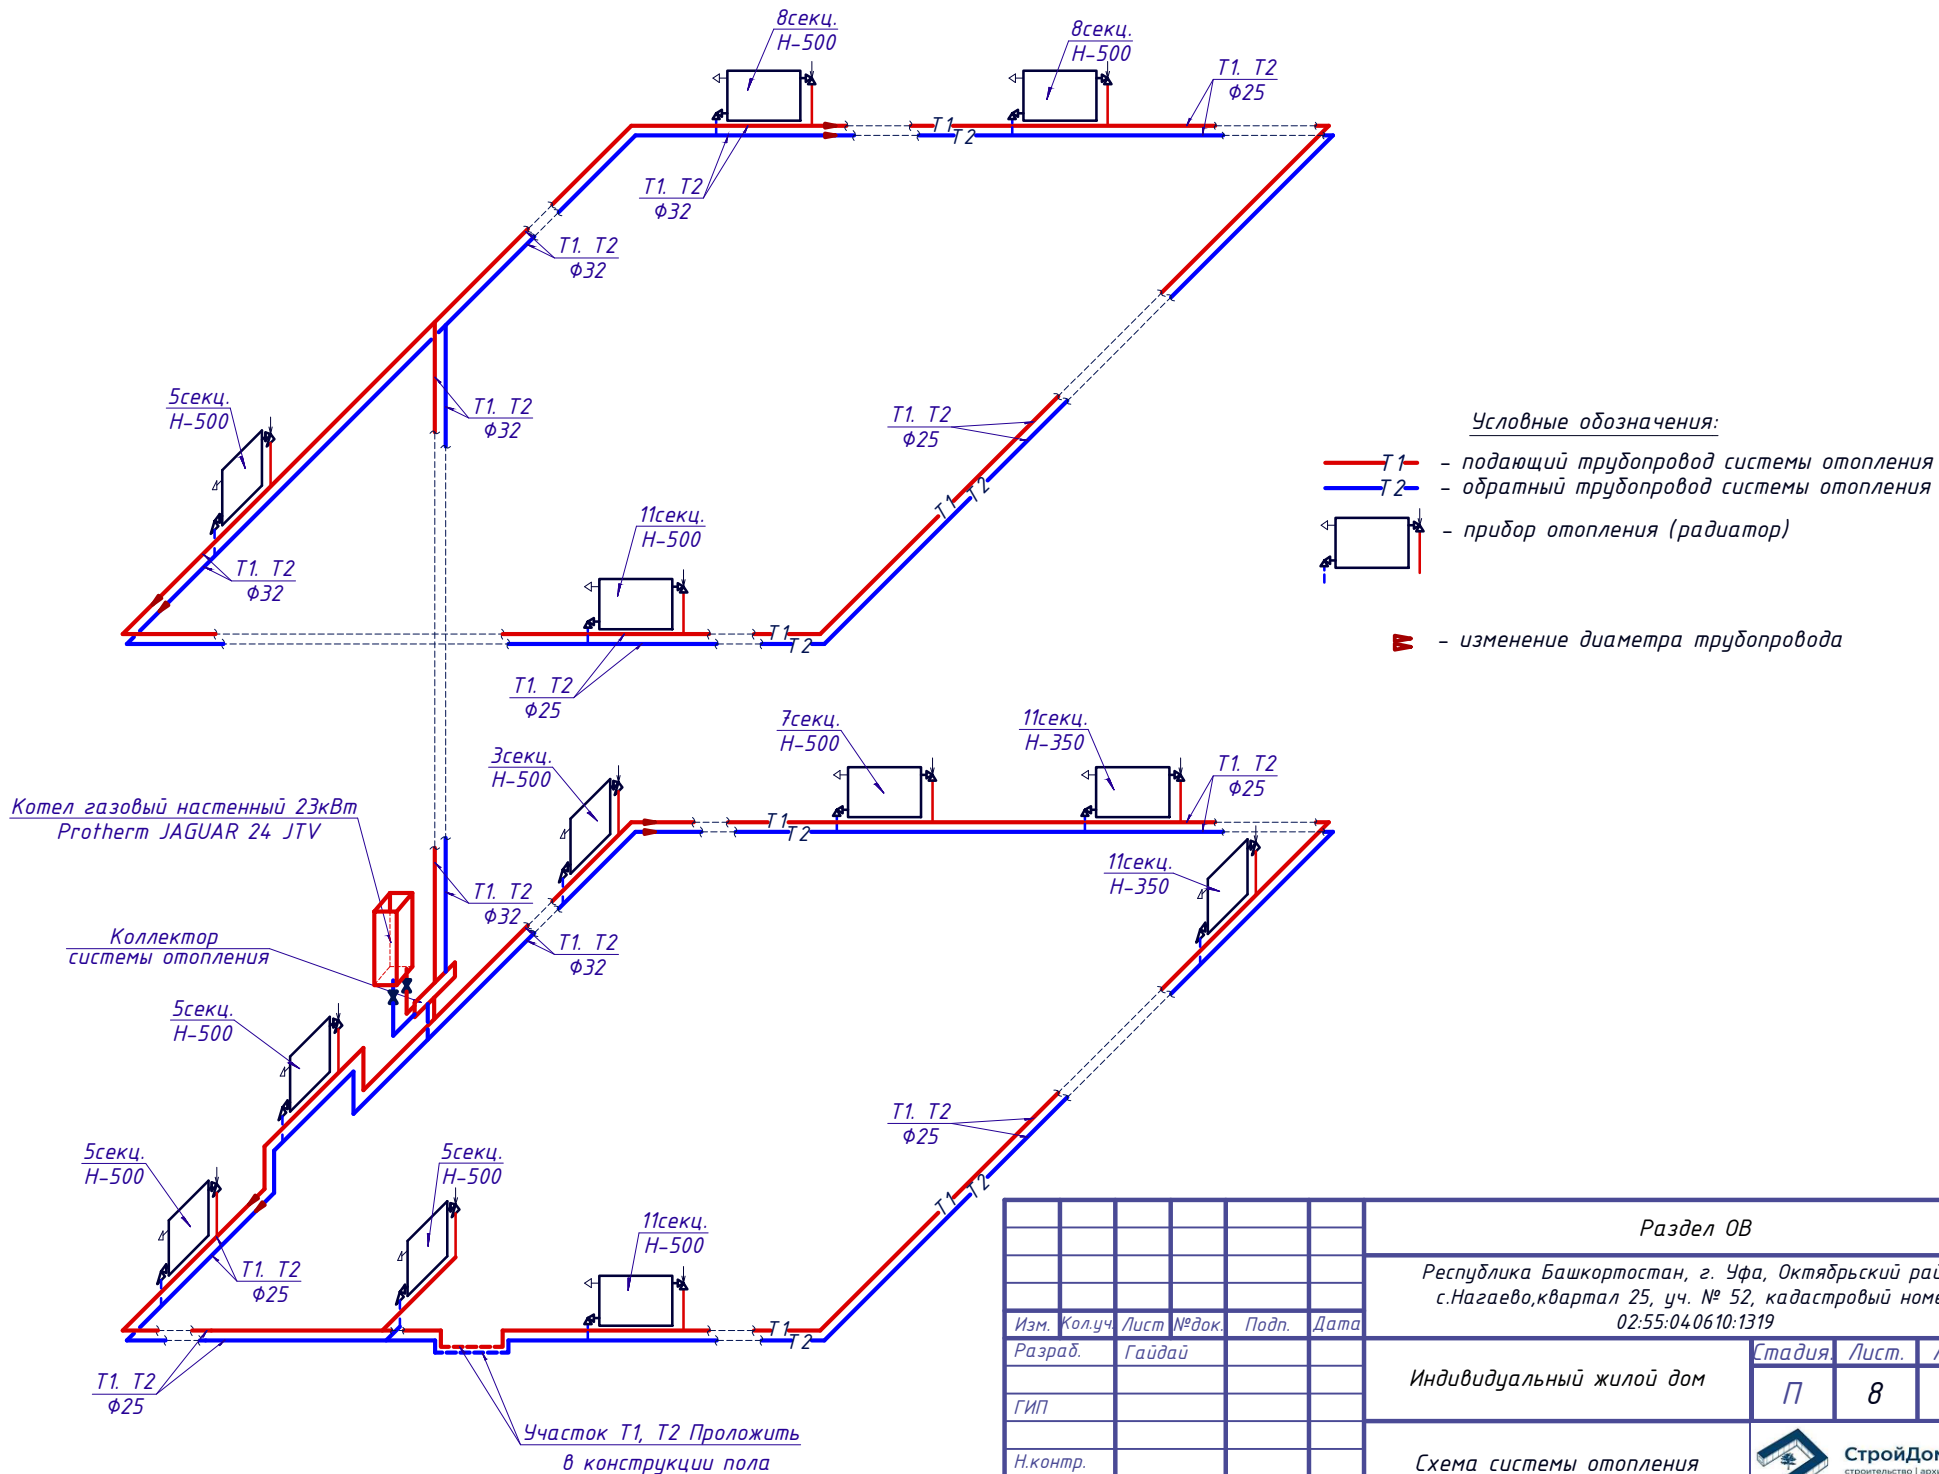 8секц.
Н-500
8секц.
Н-500
Т1. Т2
ф25
Т1
Т2
Т1. Т2
ф32
Т1. Т2
ф32
5секц.
Н-500
Т1. Т2
ф32
Т1. Т2
ф25
Условные обозначения:
Т1 - подающий трубопровод системы отопления
Т2 - обратный трубопровод системы отопления
- прибор отопления (радиатор)
- изменение диаметра трубопровода
Т1
Т2
11секц.
Н-500
Т1. Т2
ф32
Т1
Т2
Т1. Т2
ф25
7секц.
Н-500
11секц.
Н-350
3секц.
Н-500
Т1. Т2
ф25
Котел газовый настенный 23кВт
Protherm JAGUAR 24 JTV
Т1
Т2
11секц.
Н-350
Т1. Т2
ф32
Коллектор
системы отопления
Т1. Т2
ф32
5секц.
Н-500
Т1. Т2
ф25
5секц.
Н-500
5секц.
Н-500
Т1
Т2
11секц.
Н-500
Т1. Т2
ф25
Т1
Т2
Т1. Т2
ф25
Участок Т1, Т2 Проложить
в конструкции пола
Раздел ОВ
Республика Башкортостан, г. Уфа, Октябрьский рай
с.Нагаево,квартал 25, уч. № 52, кадастровый номе
02:55:040610:1319
Изм. Кол.уч. Лист №док. Подп. Дата
Разраб. Гайдай
Индивидуальный жилой дом
Стадия. Лист.
П 8
ГИП
Н.контр.
Схема системы отопления
СтройДом